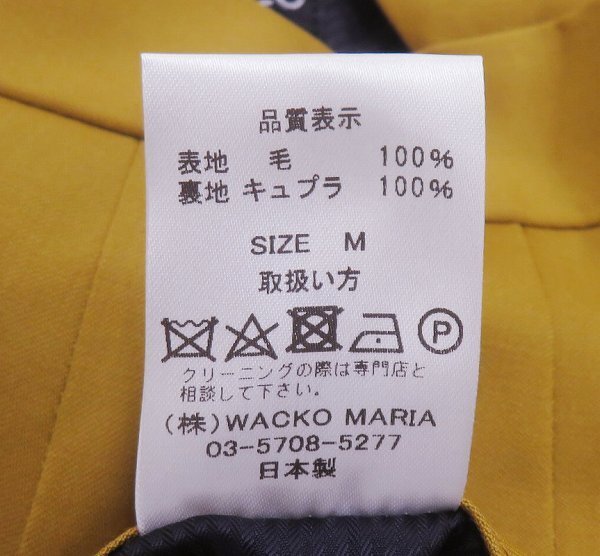 品質表示
表地 毛 100%
裏地 キュプラ 100%
SIZE M
取扱い方
P
クリーニングの際は専門店と
相談して下さい。
(株)WACKO MARIA
03-5708-5277
日本製